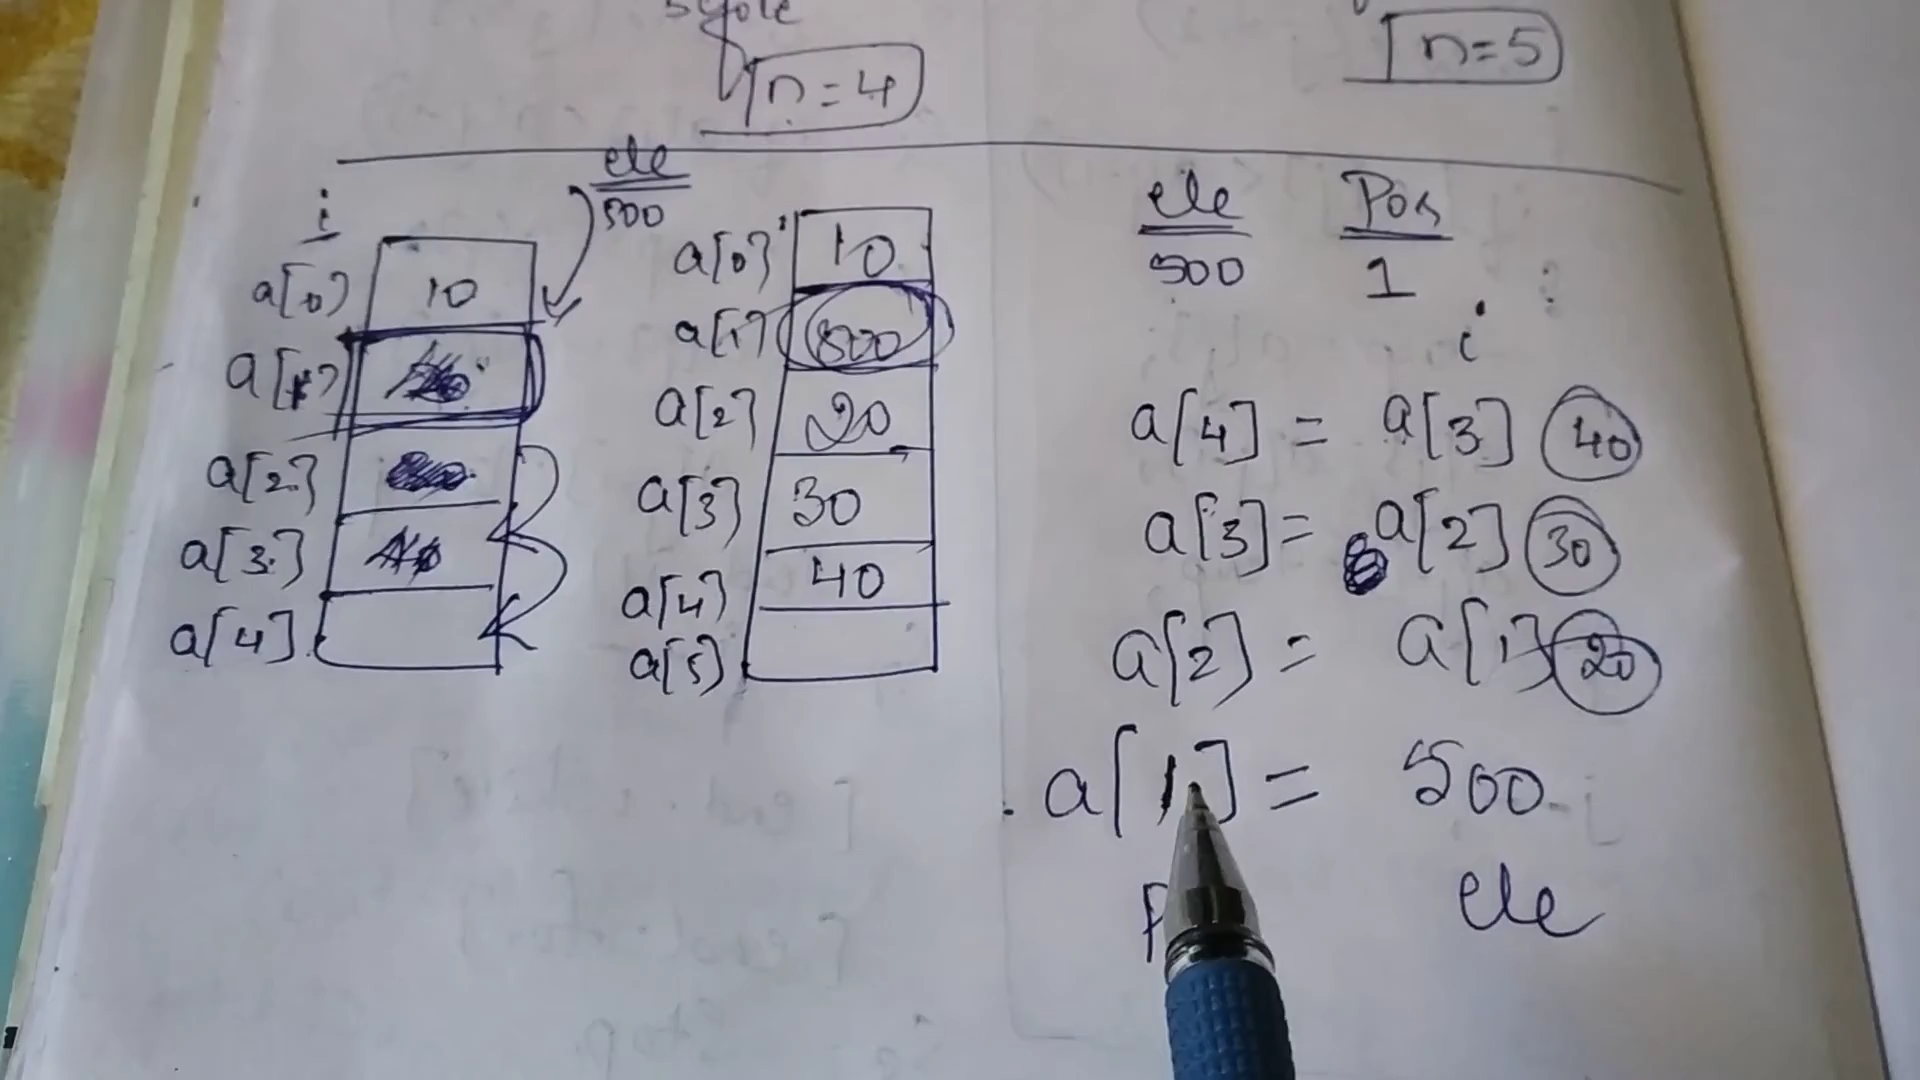 n=4
n=5
ele
500
i
a[0] 10
a[1]
a[2]
a[3]
a[4]
a[0] 10
a[1] 500
a[2] 20
a[3] 30
a[4] 40
a[5]
ele Pos
500 1
i
a[4] = a[3] 40
a[3] = a[2] 30
a[2] = a[1] 20
a[1] = 500
ele